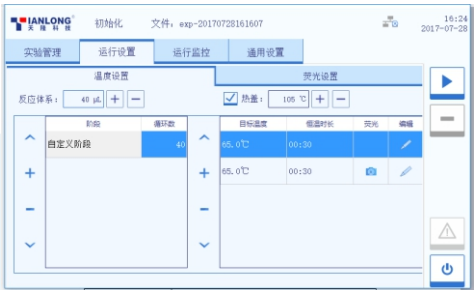 TIANLONG 初始化 文件: exp-20170728161607 16:24
天隆科技 2017-07-28
实验管理 运行设置 运行监控 通用设置
温度设置 荧光设置
反应体系: 40 μL + − ✓ 热盖: 105 ℃ + −
阶段 循环数 目标温度 恒温时长 荧光 编辑
自定义阶段 40 65.0℃ 00:30
65.0℃ 00:30